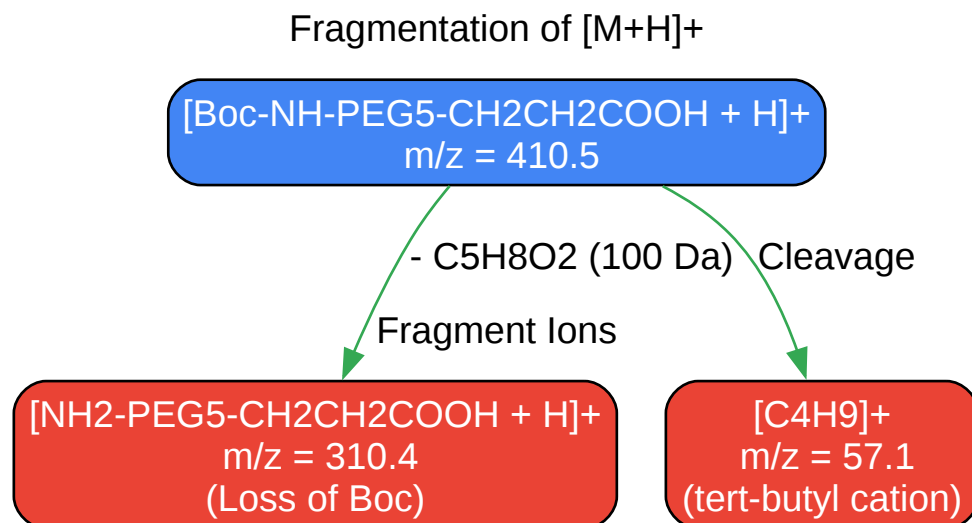 Fragmentation of [M+H]+
[Boc-NH-PEG5-CH2CH2COOH + H]+
m/z = 410.5
- C5H8O2 (100 Da)
Cleavage
Fragment Ions
[NH2-PEG5-CH2CH2COOH + H]+
m/z = 310.4
(Loss of Boc)
[C4H9]+
m/z = 57.1
(tert-butyl cation)